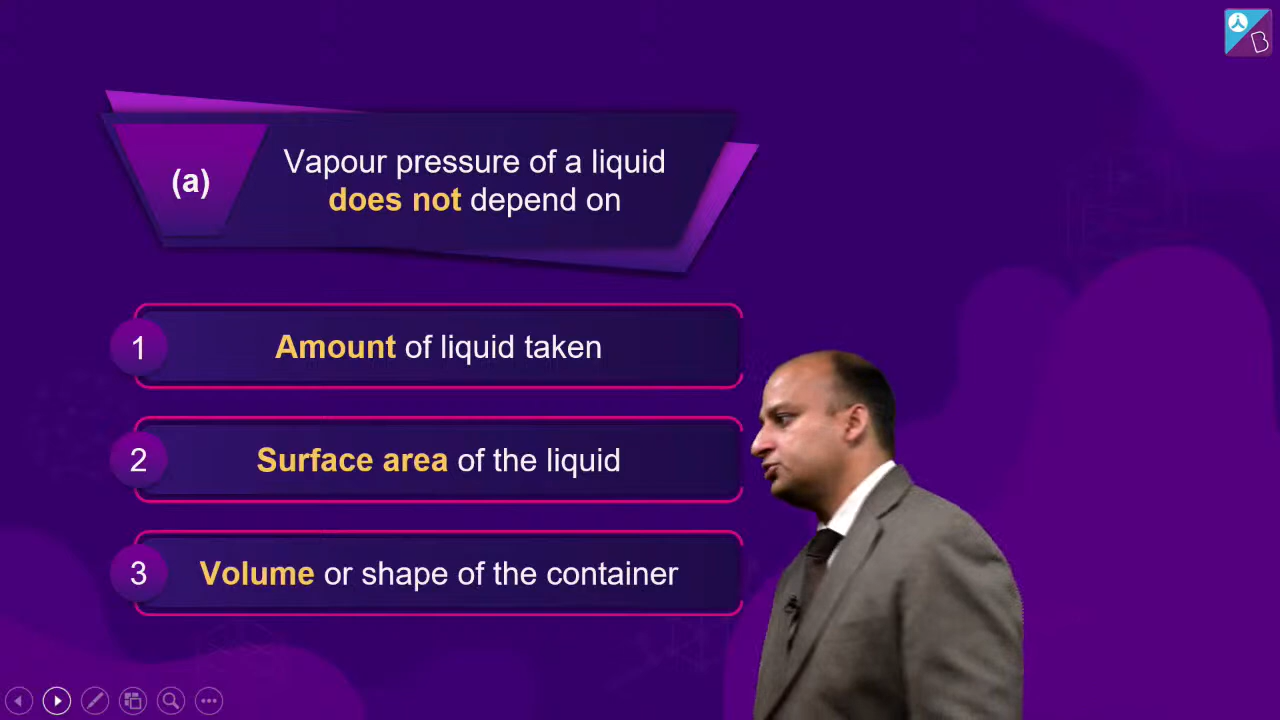 (a)
Vapour pressure of a liquid
does not depend on
1
Amount of liquid taken
2
Surface area of the liquid
3
Volume or shape of the container
B